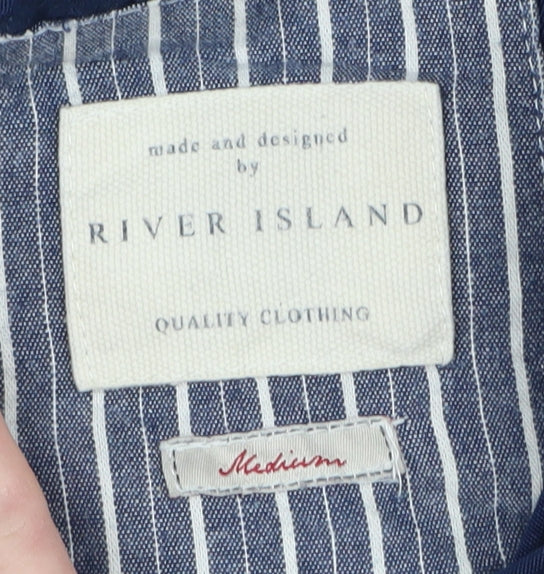 made and designed
by
RIVER ISLAND
QUALITY CLOTHING
Medium